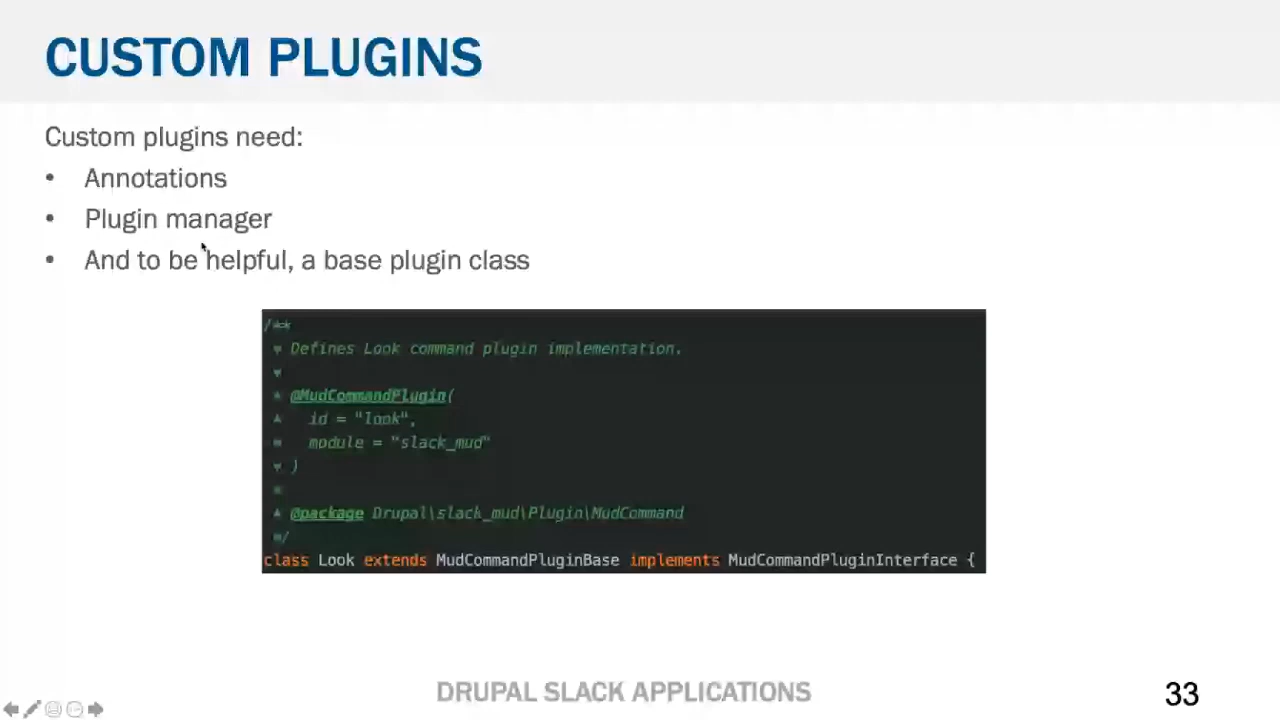 CUSTOM PLUGINS
Custom plugins need:
• Annotations
• Plugin manager
• And to be helpful, a base plugin class
/**
* Defines Look command plugin implementation.
*
* @MudCommandPlugin(
*   id = "look",
*   module = "slack_mud"
* )
*
* @package Drupal\slack_mud\Plugin\MudCommand
*/
class Look extends MudCommandPluginBase implements MudCommandPluginInterface {
DRUPAL SLACK APPLICATIONS
33